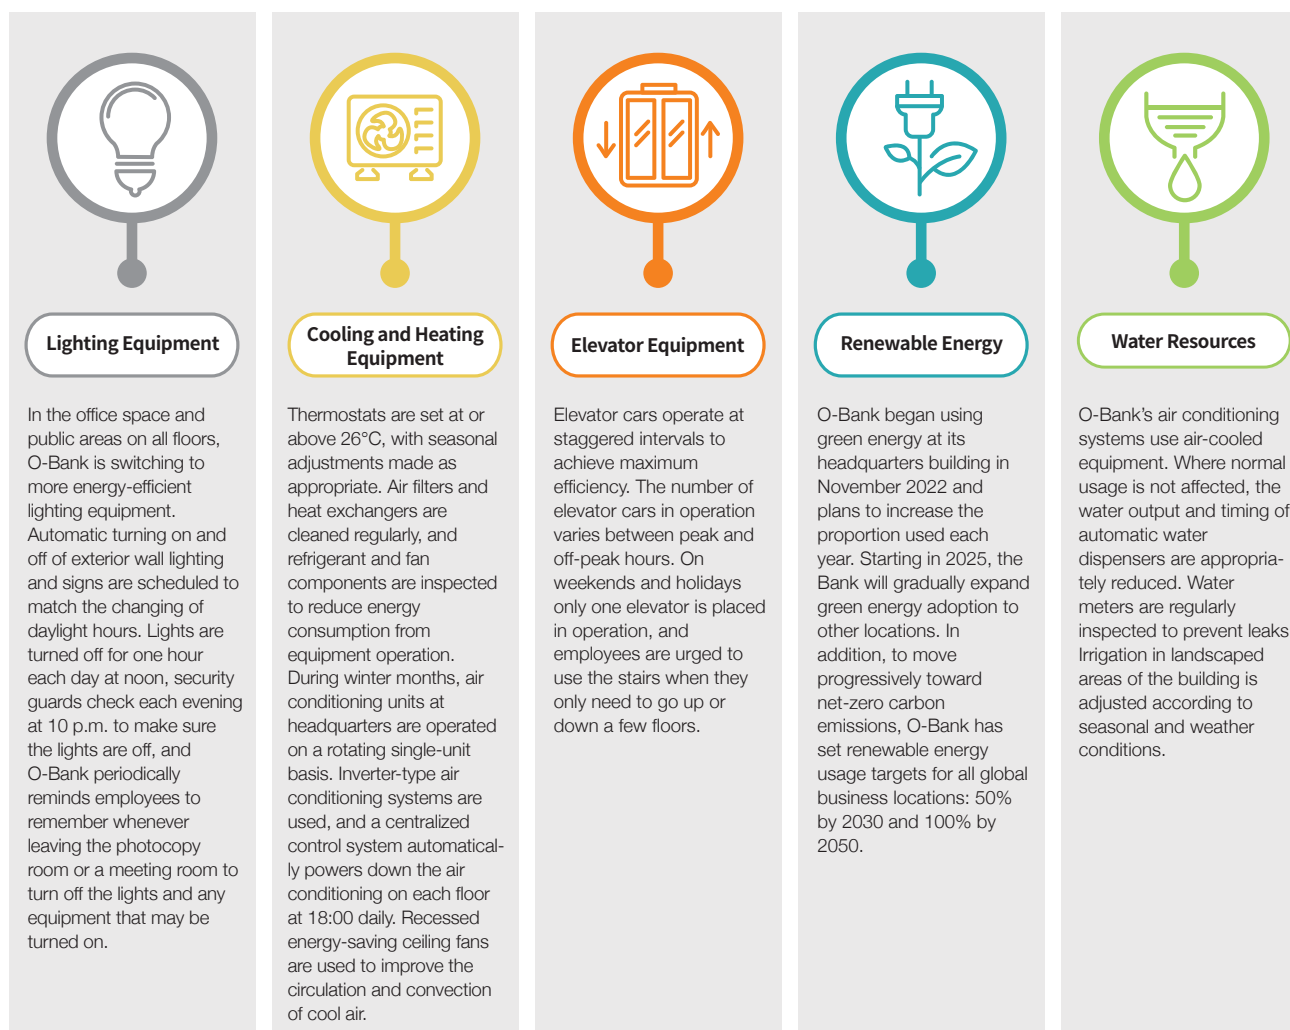 Lighting Equipment
In the office space and
public areas on all floors,
O-Bank is switching to
more energy-efficient
lighting equipment.
Automatic turning on and
off of exterior wall lighting
and signs are scheduled to
match the changing of
daylight hours. Lights are
turned off for one hour
each day at noon, security
guards check each evening
at 10 p.m. to make sure
the lights are off, and
O-Bank periodically
reminds employees to
remember whenever
leaving the photocopy
room or a meeting room to
turn off the lights and any
equipment that may be
turned on.
Cooling and Heating
Equipment
Thermostats are set at or
above 26°C, with seasonal
adjustments made as
appropriate. Air filters and
heat exchangers are
cleaned regularly, and
refrigerant and fan
components are inspected
to reduce energy
consumption from
equipment operation.
During winter months, air
conditioning units at
headquarters are operated
on a rotating single-unit
basis. Inverter-type air
conditioning systems are
used, and a centralized
control system automatical-
ly powers down the air
conditioning on each floor
at 18:00 daily. Recessed
energy-saving ceiling fans
are used to improve the
circulation and convection
of cool air.
Elevator Equipment
Elevator cars operate at
staggered intervals to
achieve maximum
efficiency. The number of
elevator cars in operation
varies between peak and
off-peak hours. On
weekends and holidays
only one elevator is placed
in operation, and
employees are urged to
use the stairs when they
only need to go up or
down a few floors.
Renewable Energy
O-Bank began using
green energy at its
headquarters building in
November 2022 and
plans to increase the
proportion used each
year. Starting in 2025, the
Bank will gradually expand
green energy adoption to
other locations. In
addition, to move
progressively toward
net-zero carbon
emissions, O-Bank has
set renewable energy
usage targets for all global
business locations: 50%
by 2030 and 100% by
2050.
Water Resources
O-Bank's air conditioning
systems use air-cooled
equipment. Where normal
usage is not affected, the
water output and timing of
automatic water
dispensers are appropria-
tely reduced. Water
meters are regularly
inspected to prevent leaks
Irrigation in landscaped
areas of the building is
adjusted according to
seasonal and weather
conditions.